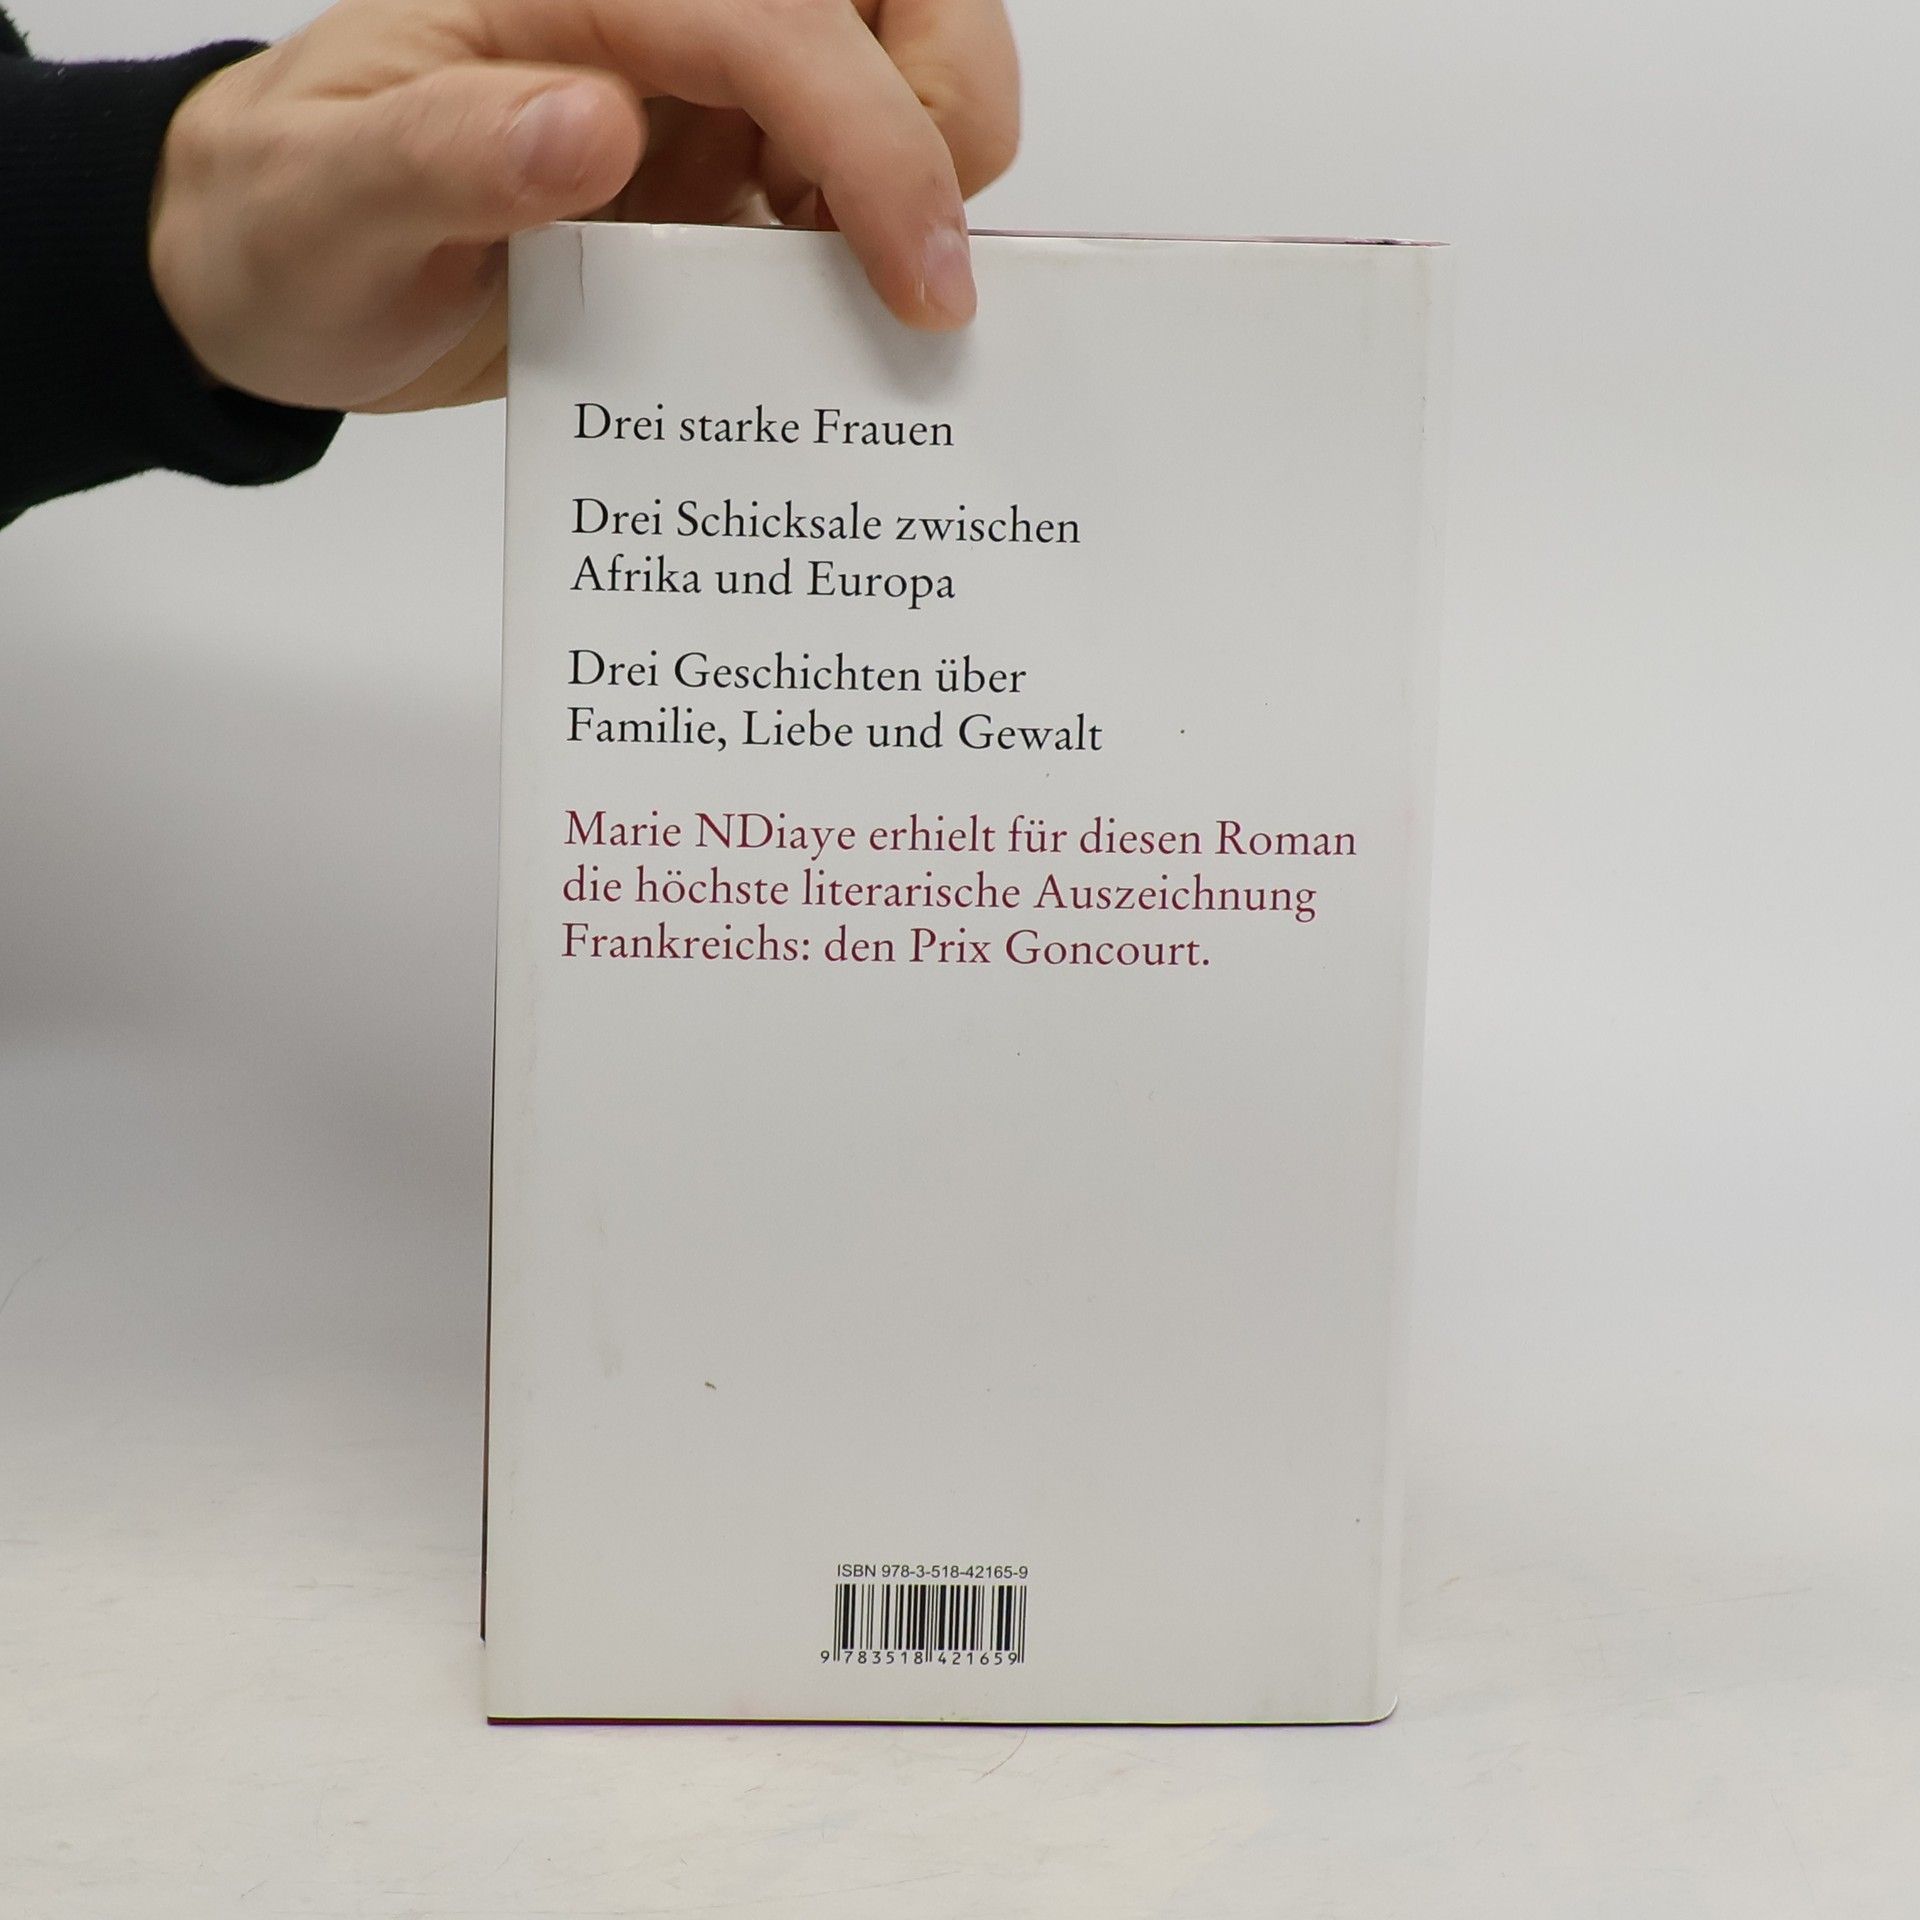 Drei starke Frauen
Drei Schicksale zwischen
Afrika und Europa
Drei Geschichten über
Familie, Liebe und Gewalt
Marie NDiaye erhielt für diesen Roman
die höchste literarische Auszeichnung
Frankreichs: den Prix Goncourt.
ISBN 978-3-518-42165-9
9 783518 421659